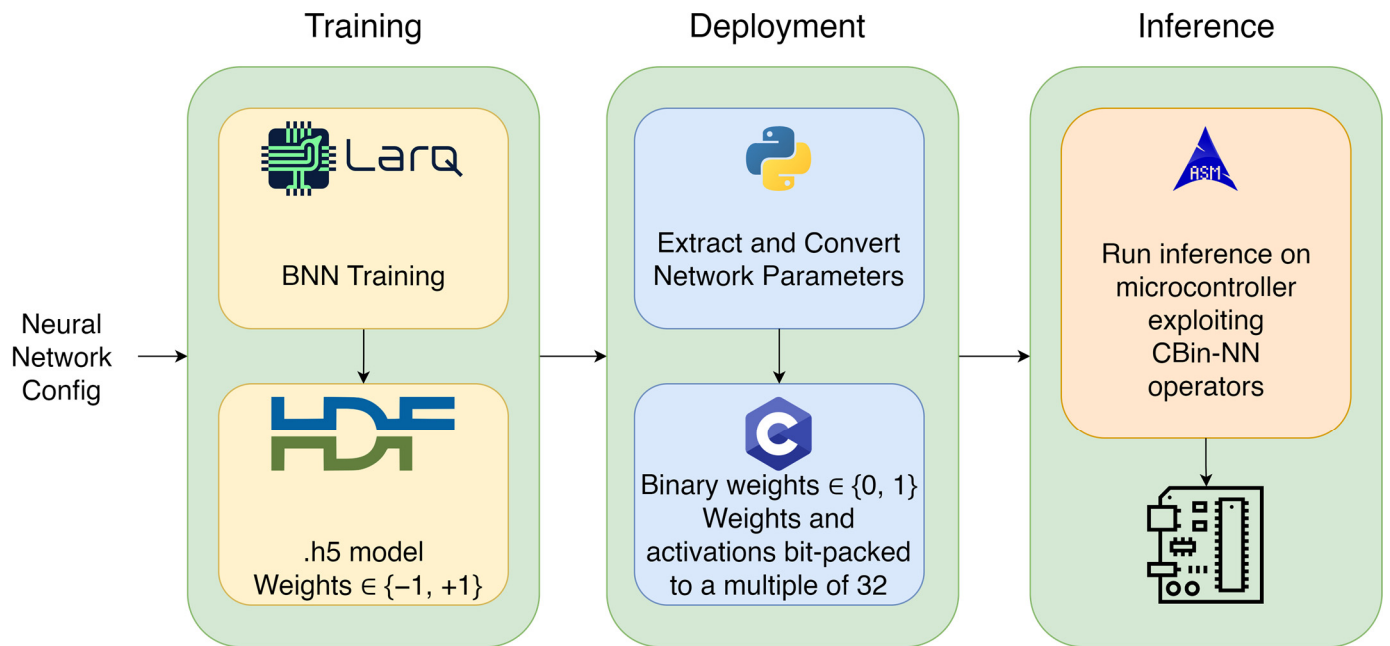 Training
Deployment
Inference
Neural
Network
Config
Larq
BNN Training
HDF
.h5 model
Weights ∈ {−1, +1}
Extract and Convert
Network Parameters
C
Binary weights ∈ {0, 1}
Weights and
activations bit-packed
to a multiple of 32
ASM
Run inference on
microcontroller
exploiting
CBin-NN
operators